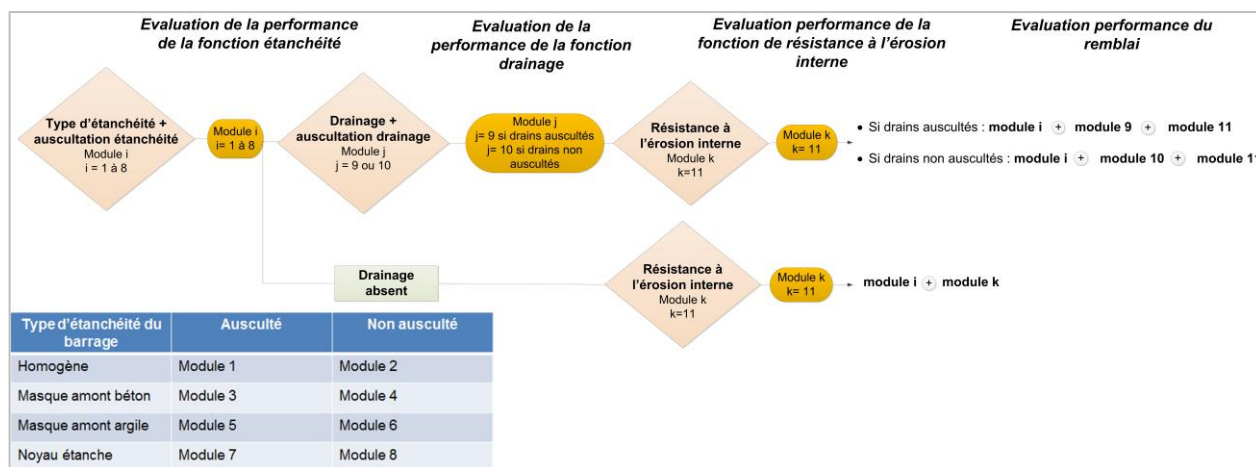 Evaluation de la performance
de la fonction étanchéité
Evaluation de la
performance de la fonction
drainage
Evaluation performance de la
fonction de résistance à l'érosion
interne
Evaluation performance du
remblai
Type d'étanchéité +
auscultation étanchéité
Module i
i = 1 à 8
Module i
i= 1 à 8
Drainage +
auscultation drainage
Module j
j = 9 ou 10
Module j
j= 9 si drains auscultés
j= 10 si drains non
auscultés
Résistance à
l'érosion interne
Module k
k=11
Module k
k= 11
• Si drains auscultés : module i + module 9 + module 11
• Si drains non auscultés : module i + module 10 + module 11
Drainage
absent
Résistance à
l'érosion interne
Module k
k=11
Module k
k= 11
module i + module k
Type d'étanchéité du
barrage
Ausculté
Non ausculté
Homogène Module 1 Module 2
Masque amont béton Module 3 Module 4
Masque amont argile Module 5 Module 6
Noyau étanche Module 7 Module 8